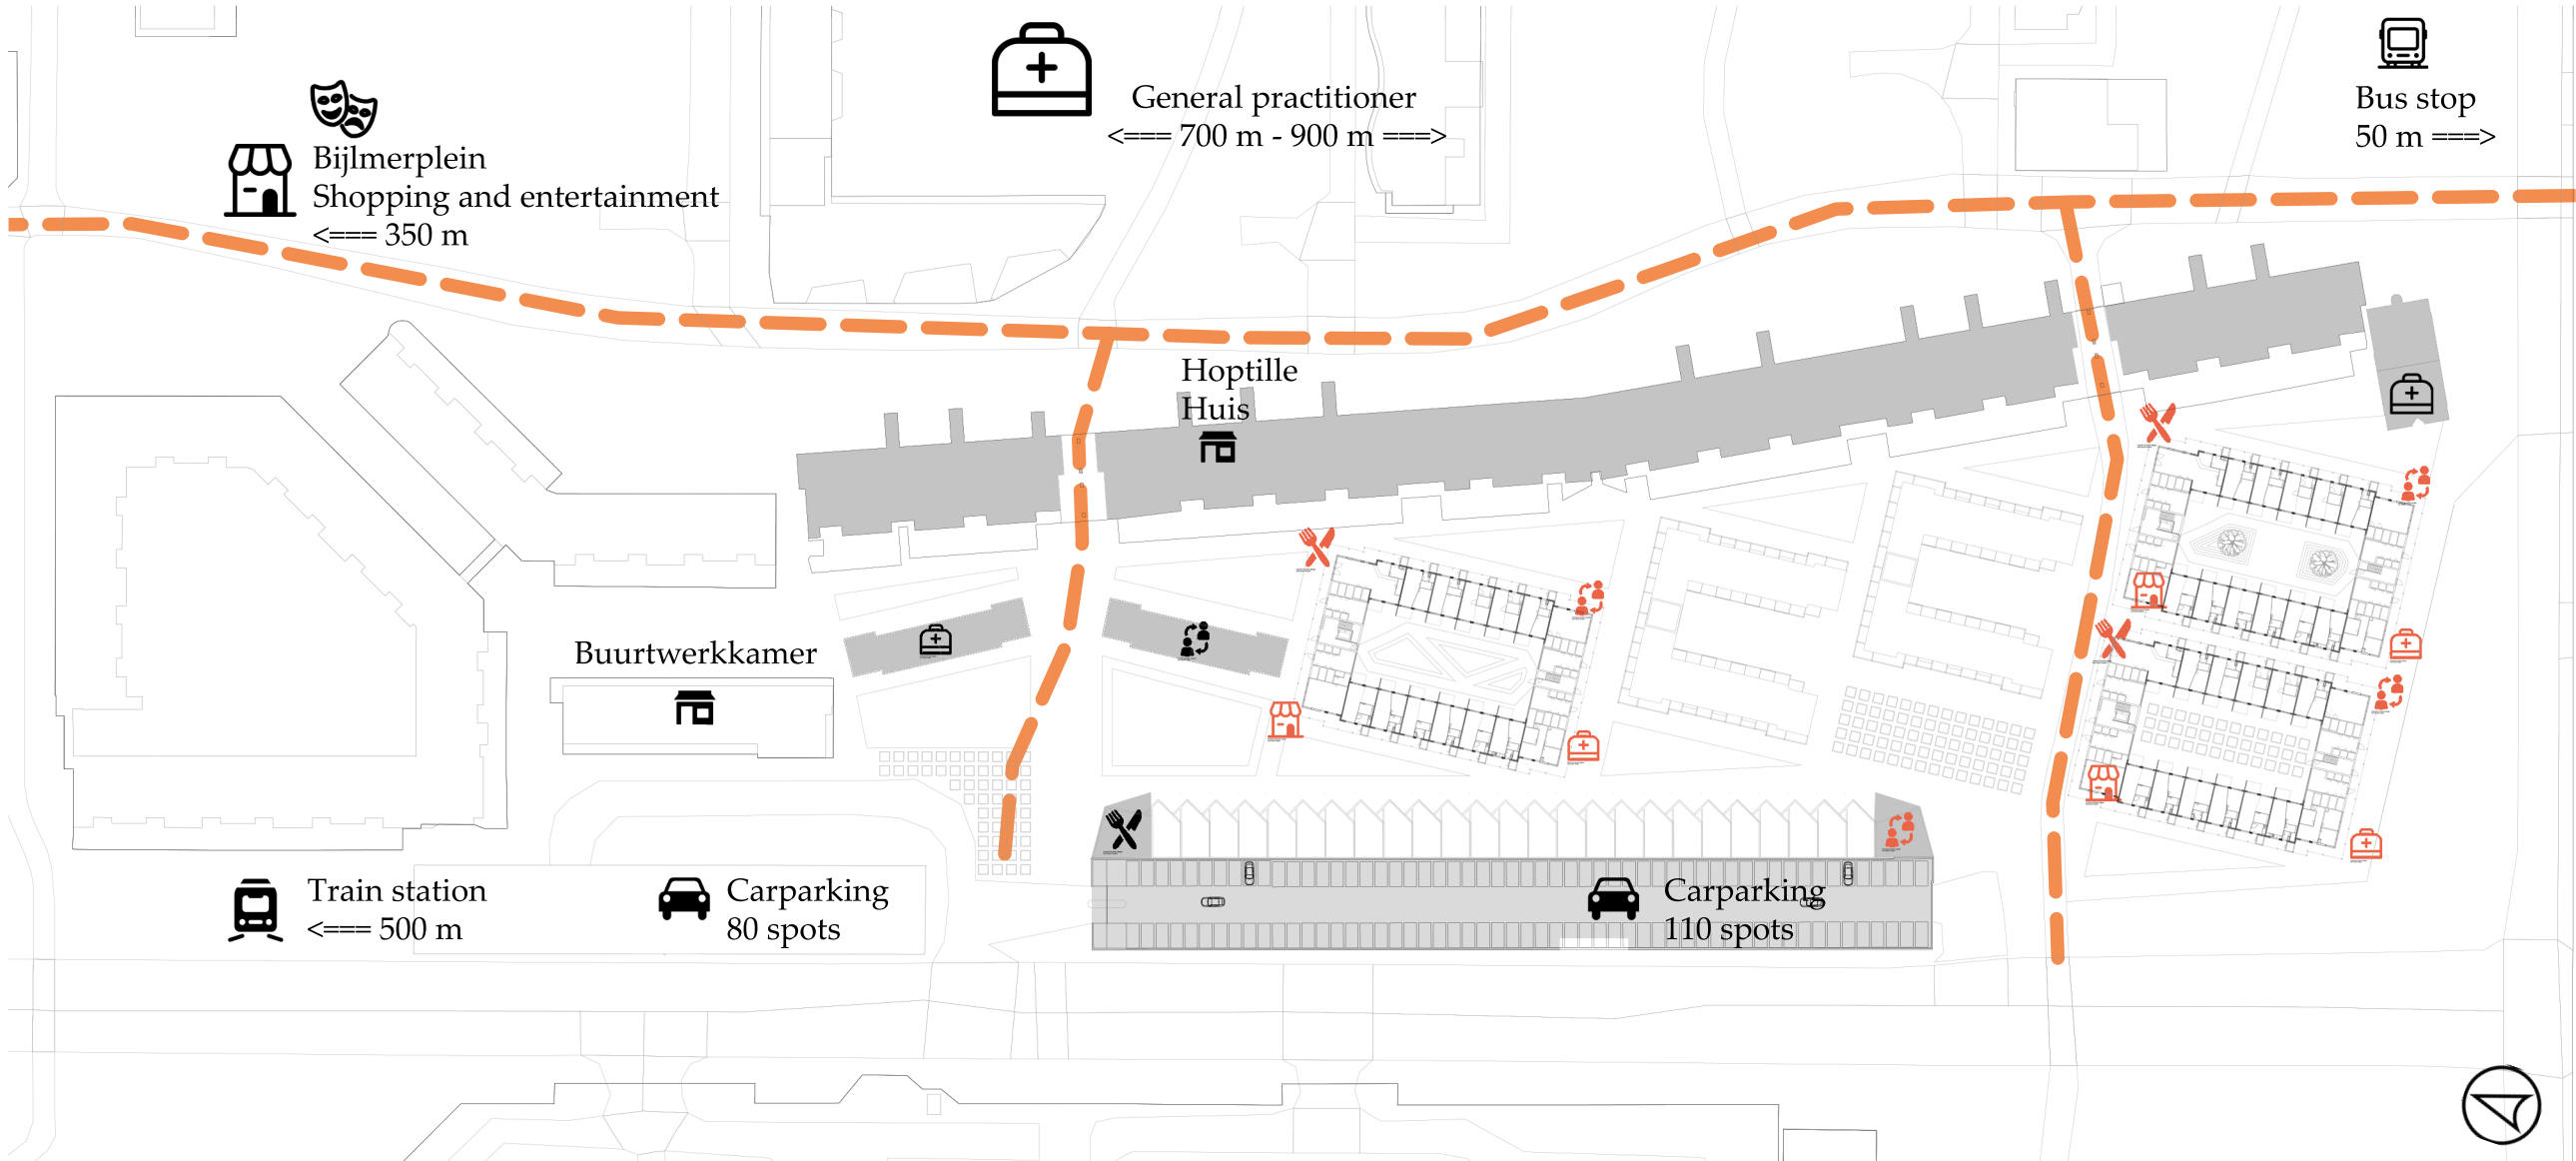 General practitioner
<=== 700 m - 900 m ===>
Bus stop
50 m ===>
Bijlmerplein
Shopping and entertainment
<=== 350 m
Hoptille
Huis
Buurtwerkkamer
Train station
<=== 500 m
Carparking
80 spots
Carparking
110 spots